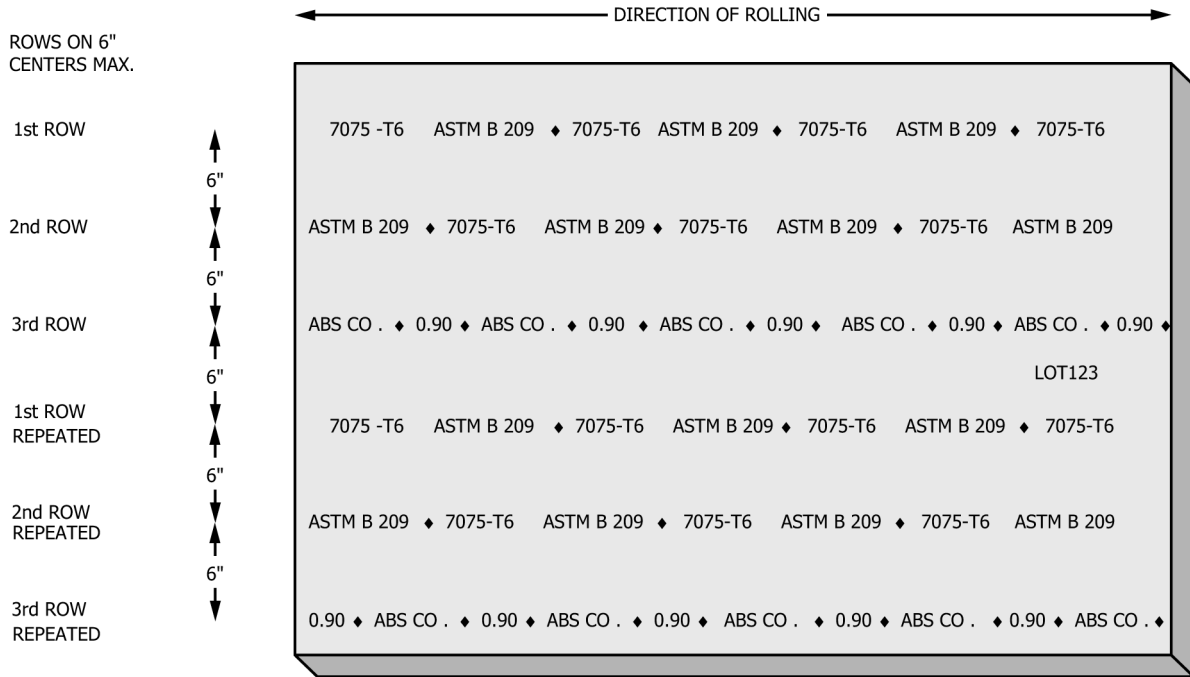 DIRECTION OF ROLLING
ROWS ON 6"
CENTERS MAX.
1st ROW
7075 -T6 ASTM B 209 ♦ 7075-T6 ASTM B 209 ♦ 7075-T6 ASTM B 209 ♦ 7075-T6
6"
2nd ROW
ASTM B 209 ♦ 7075-T6 ASTM B 209 ♦ 7075-T6 ASTM B 209 ♦ 7075-T6 ASTM B 209
6"
3rd ROW
ABS CO . ♦ 0.90 ♦ ABS CO . ♦ 0.90 ♦ ABS CO . ♦ 0.90 ♦ ABS CO . ♦ 0.90 ♦ ABS CO . ♦ 0.90 ♦
6"
LOT123
1st ROW
REPEATED
7075 -T6 ASTM B 209 ♦ 7075-T6 ASTM B 209 ♦ 7075-T6 ASTM B 209 ♦ 7075-T6
6"
2nd ROW
REPEATED
ASTM B 209 ♦ 7075-T6 ASTM B 209 ♦ 7075-T6 ASTM B 209 ♦ 7075-T6 ASTM B 209
6"
3rd ROW
REPEATED
0.90 ♦ ABS CO . ♦ 0.90 ♦ ABS CO . ♦ 0.90 ♦ ABS CO . ♦ 0.90 ♦ ABS CO . ♦ 0.90 ♦ ABS CO . ♦